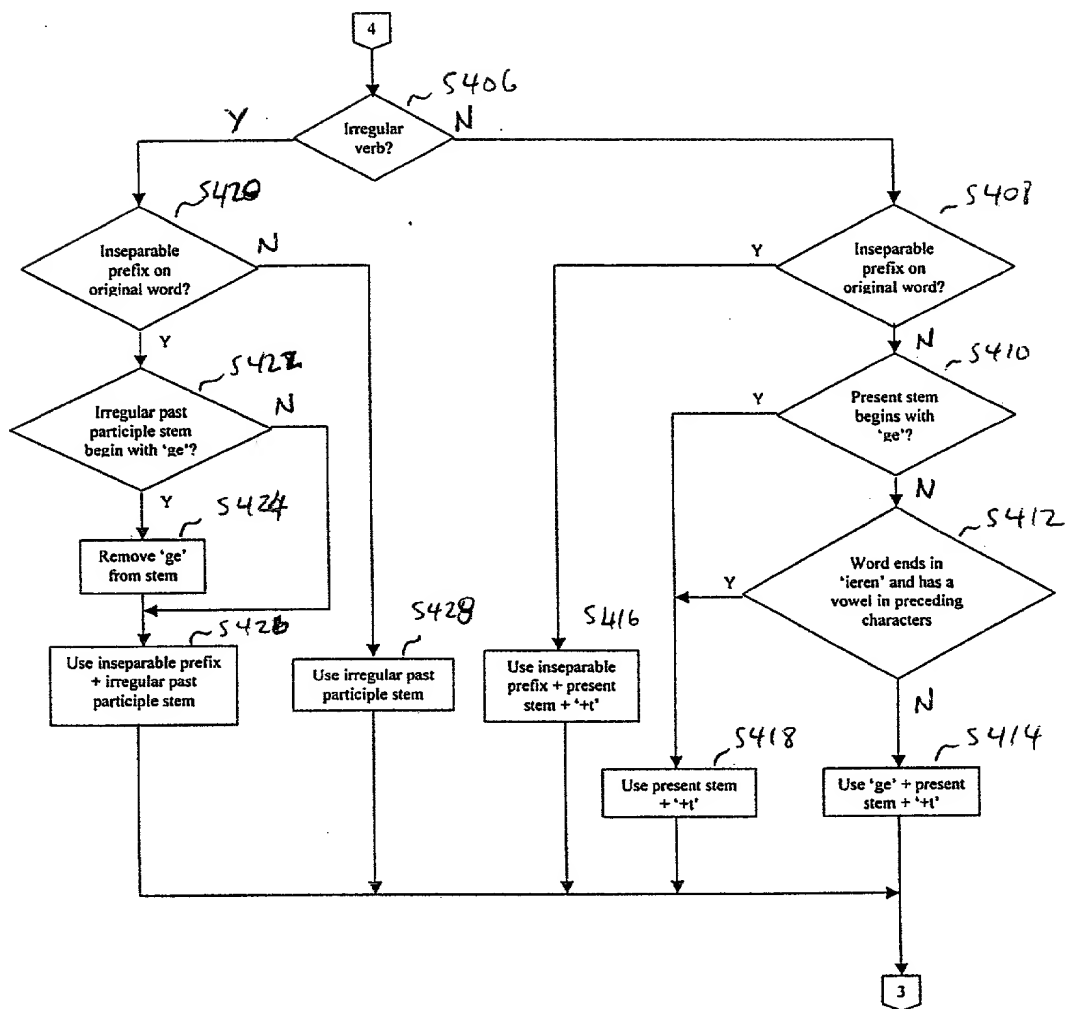 4
S406
Y
N
Irregular
verb?
S420
S408
Inseparable
prefix on
original word?
N
Y
Inseparable
prefix on
original word?
Y
N
S422
S410
Irregular past
participle stem
begin with ‘ge’?
N
Y
Present stem
begins with
‘ge’?
Y
N
S424
S412
Remove ‘ge’
from stem
Y
Word ends in
‘ieren’ and has a
vowel in preceding
characters
S426
S428
S416
Use inseparable prefix
+ irregular past
participle stem
Use irregular past
participle stem
Use inseparable
prefix + present
stem + ‘+t’
N
S418
S414
Use present stem
+ ‘+t’
Use ‘ge’ + present
stem + ‘+t’
3